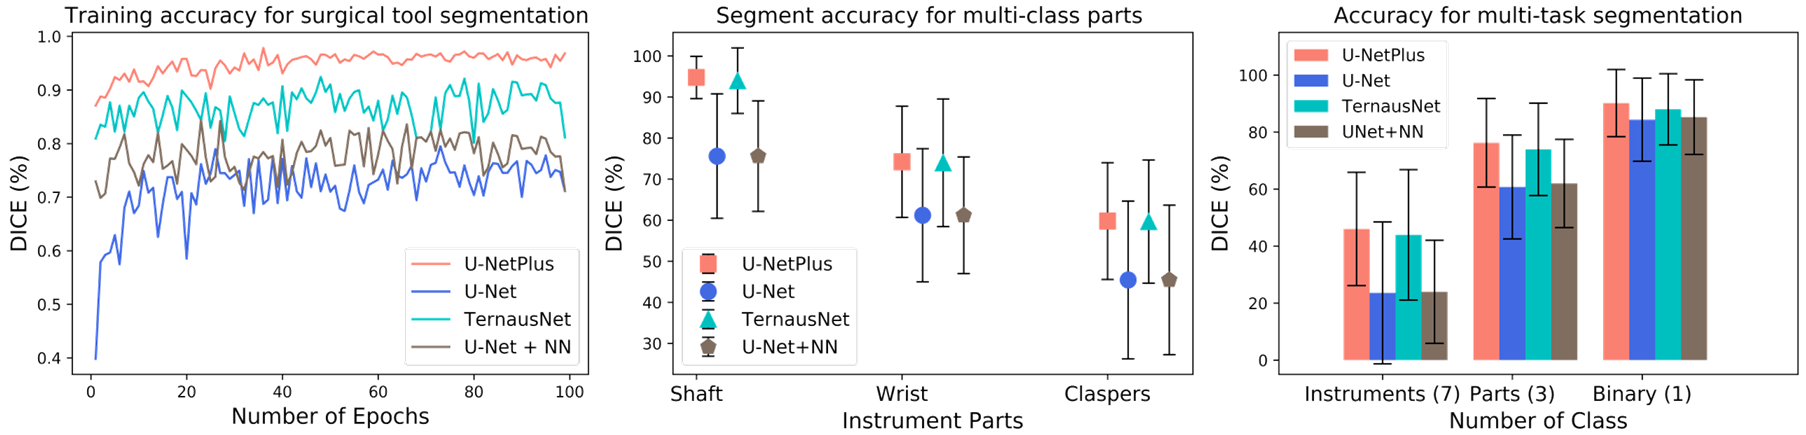 Training accuracy for surgical tool segmentation
1.0
0.9
0.8
0.7
0.6
0.5
0.4
DICE (%)
U-NetPlus
U-Net
TernausNet
U-Net + NN
0 20 40 60 80 100
Number of Epochs
Segment accuracy for multi-class parts
100
90
80
70
60
50
40
30
DICE (%)
U-NetPlus
U-Net
TernausNet
U-Net+NN
Shaft Wrist Claspers
Instrument Parts
Accuracy for multi-task segmentation
U-NetPlus
U-Net
TernausNet
UNet+NN
100
80
60
40
20
0
DICE (%)
Instruments (7) Parts (3) Binary (1)
Number of Class